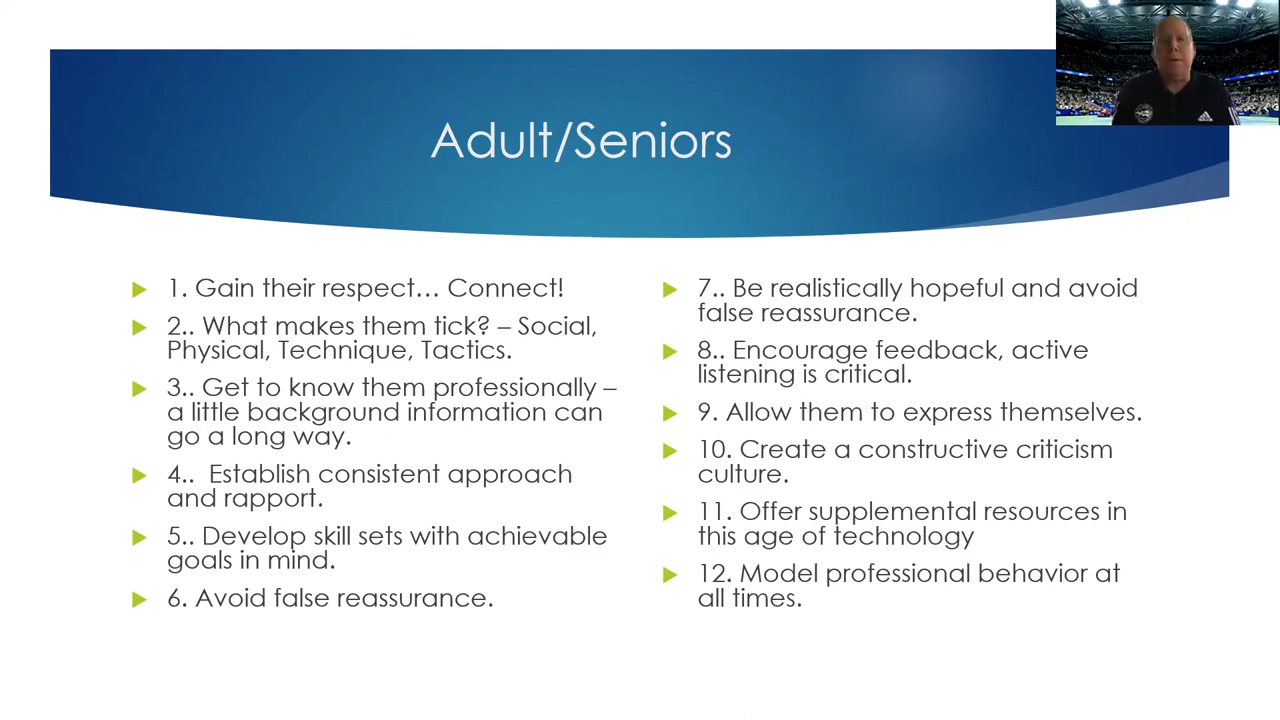 Adult/Seniors
1. Gain their respect… Connect!
2.. What makes them tick? – Social,
Physical, Technique, Tactics.
3.. Get to know them professionally –
a little background information can
go a long way.
4..  Establish consistent approach
and rapport.
5.. Develop skill sets with achievable
goals in mind.
6. Avoid false reassurance.
7.. Be realistically hopeful and avoid
false reassurance.
8.. Encourage feedback, active
listening is critical.
9. Allow them to express themselves.
10. Create a constructive criticism
culture.
11. Offer supplemental resources in
this age of technology
12. Model professional behavior at
all times.